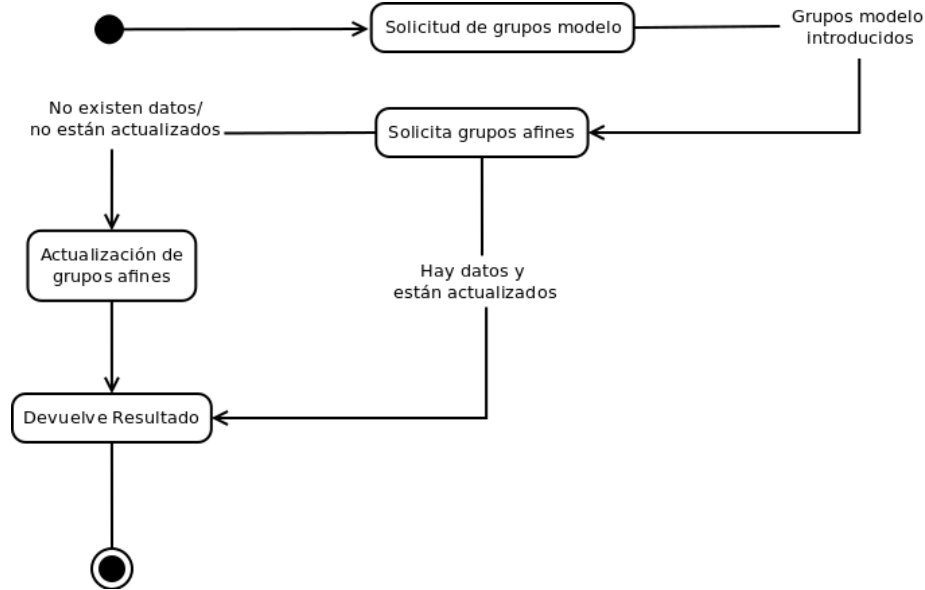 Solicitud de grupos modelo
Grupos modelo
introducidos
No existen datos/
no están actualizados
Solicita grupos afines
Actualización de
grupos afines
Hay datos y
están actualizados
Devuelve Resultado